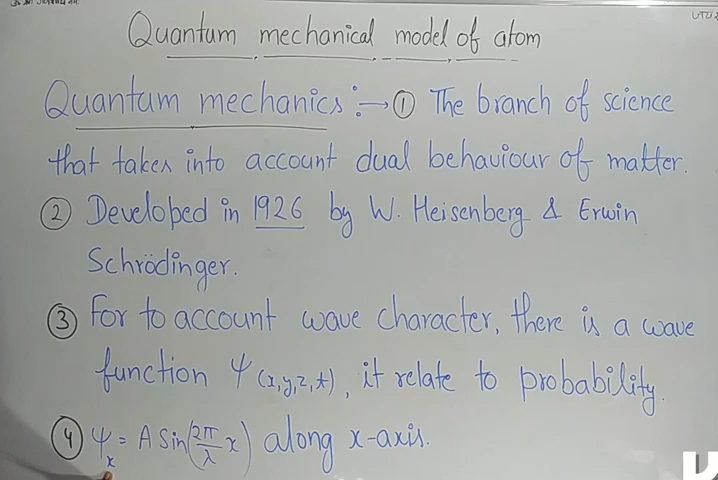 Quantum mechanical model of atom
Quantum mechanics :→ ① The branch of science
that takes into account dual behaviour of matter.
② Developed in 1926 by W. Heisenberg & Erwin
Schrödinger.
③ For to account wave character, there is a wave
function Ψ(x,y,z,t), it relate to probability.
④ Ψₓ = A Sin(2π/λ x) along x-axis.